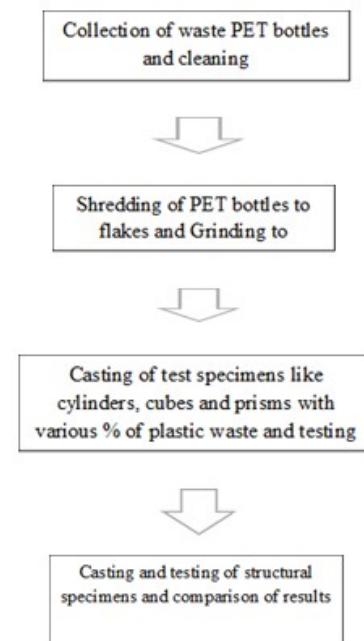 Collection of waste PET bottles
and cleaning
Shredding of PET bottles to
flakes and Grinding to
Casting of test specimens like
cylinders, cubes and prisms with
various % of plastic waste and testing
Casting and testing of structural
specimens and comparison of results